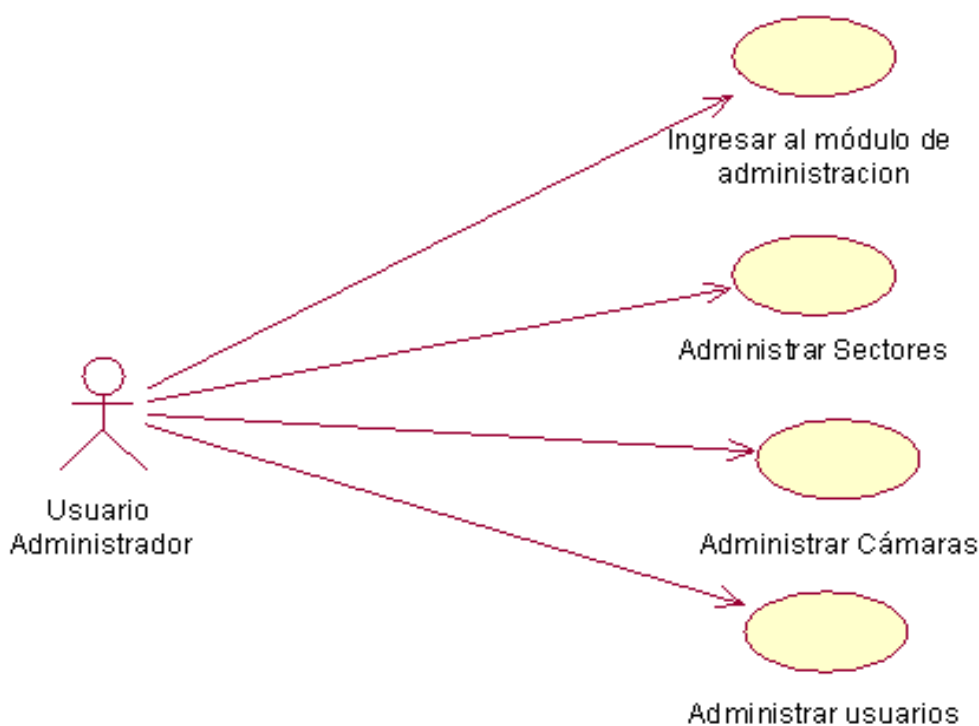 Ingresar al módulo de
administracion
Administrar Sectores
Usuario
Administrador
Administrar Cámaras
Administrar usuarios